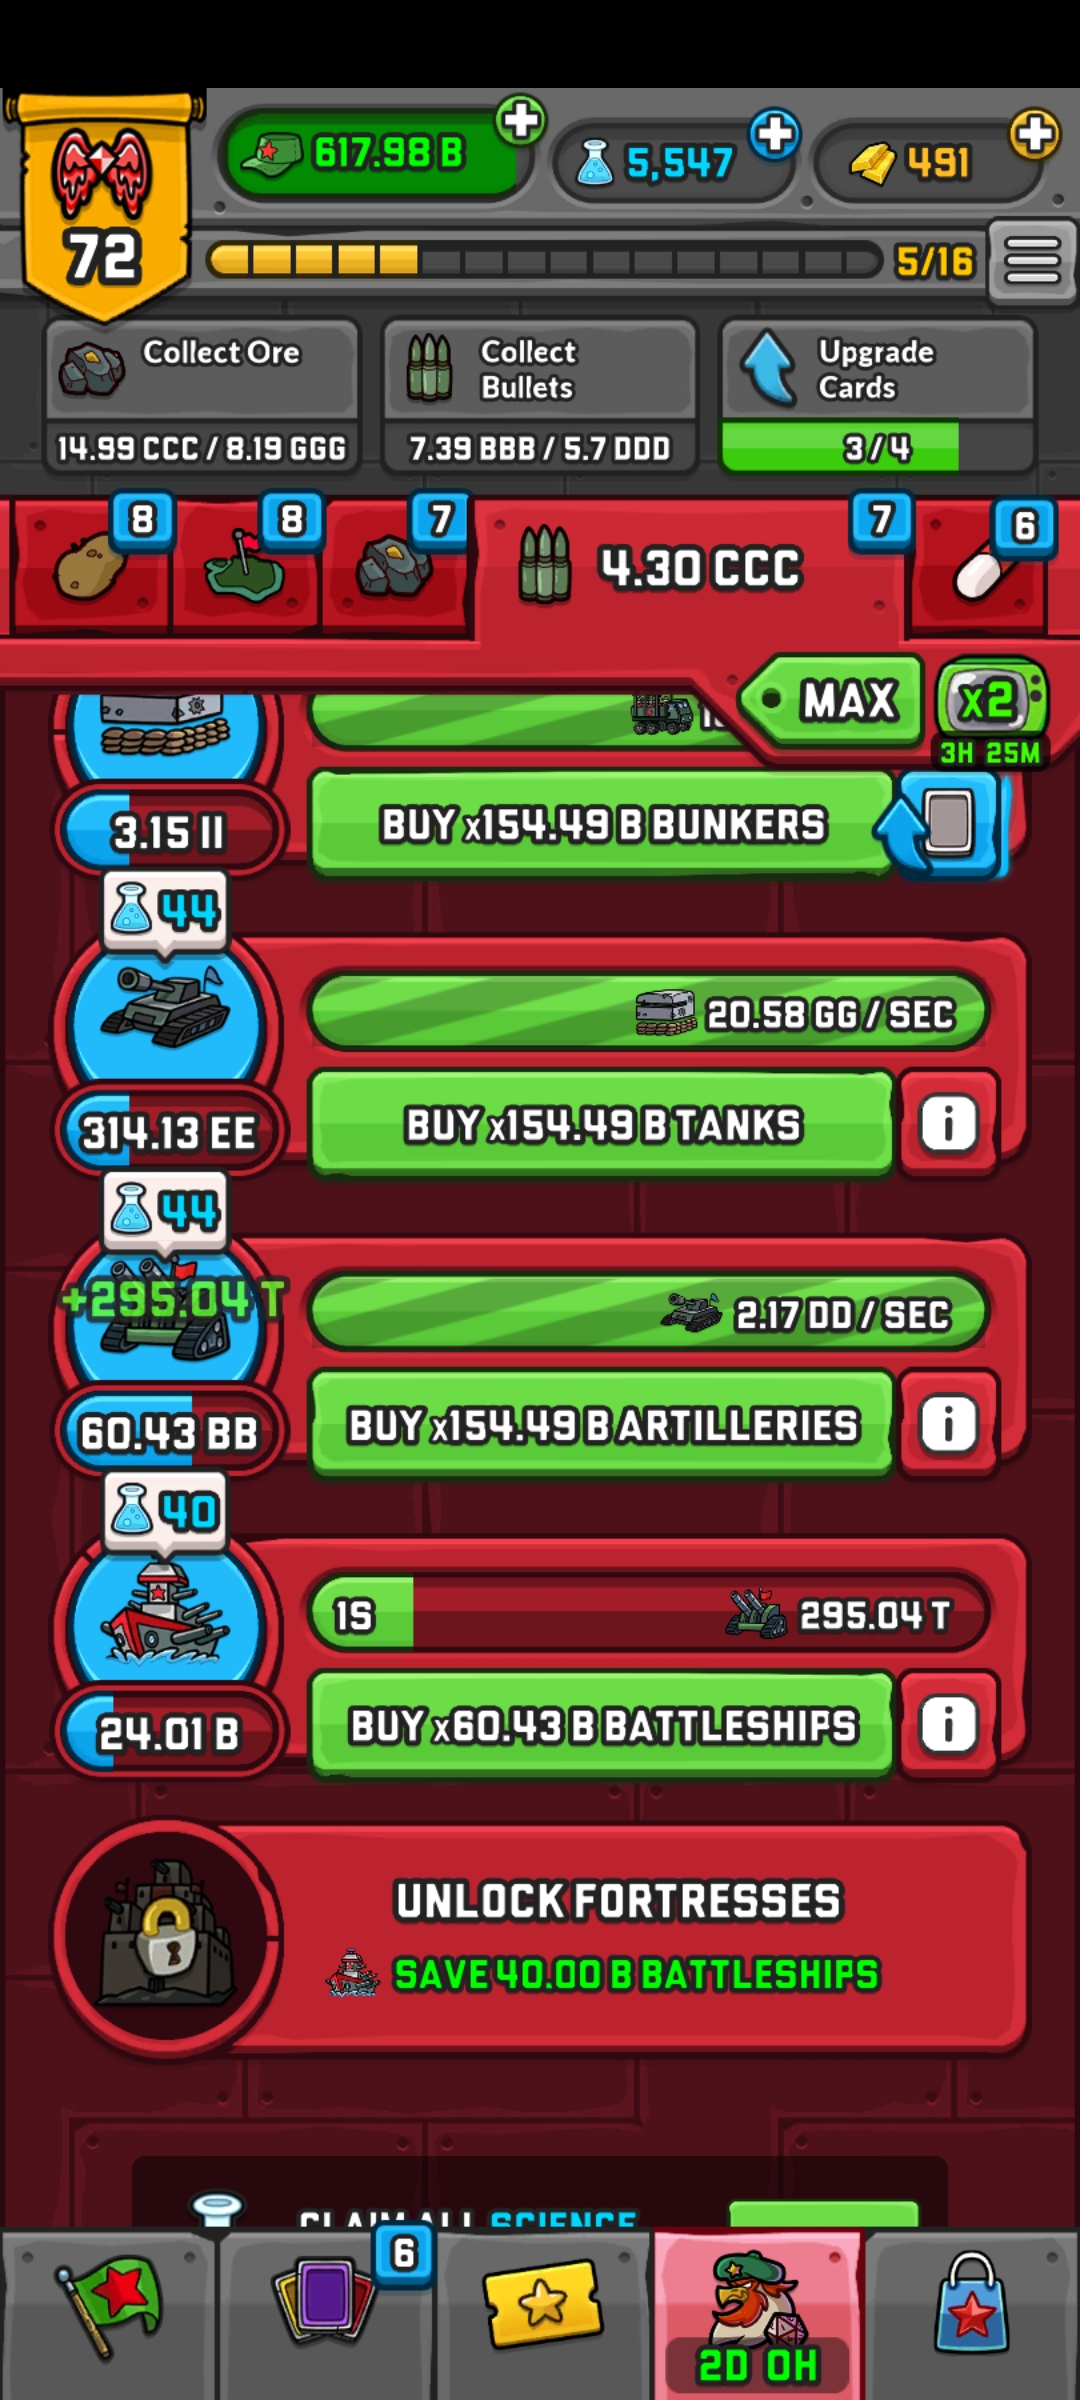 617.98 B
5,547
491
72
5/16
Collect Ore
14.99 CCC / 8.19 GGG
Collect
Bullets
7.39 BBB / 5.7 DDD
Upgrade
Cards
3/4
8
8
7
4.30 CCC
7
6
MAX
x2
3H 25M
BUY x154.49 B BUNKERS
3.15 II
44
20.58 GG / SEC
BUY x154.49 B TANKS
314.13 EE
44
+295.04 T
2.17 DD / SEC
BUY x154.49 B ARTILLERIES
60.43 BB
40
1S
295.04 T
BUY x60.43 B BATTLESHIPS
24.01 B
UNLOCK FORTRESSES
SAVE 40.00 B BATTLESHIPS
CLAIM ALL SCIENCE
6
2D 0H